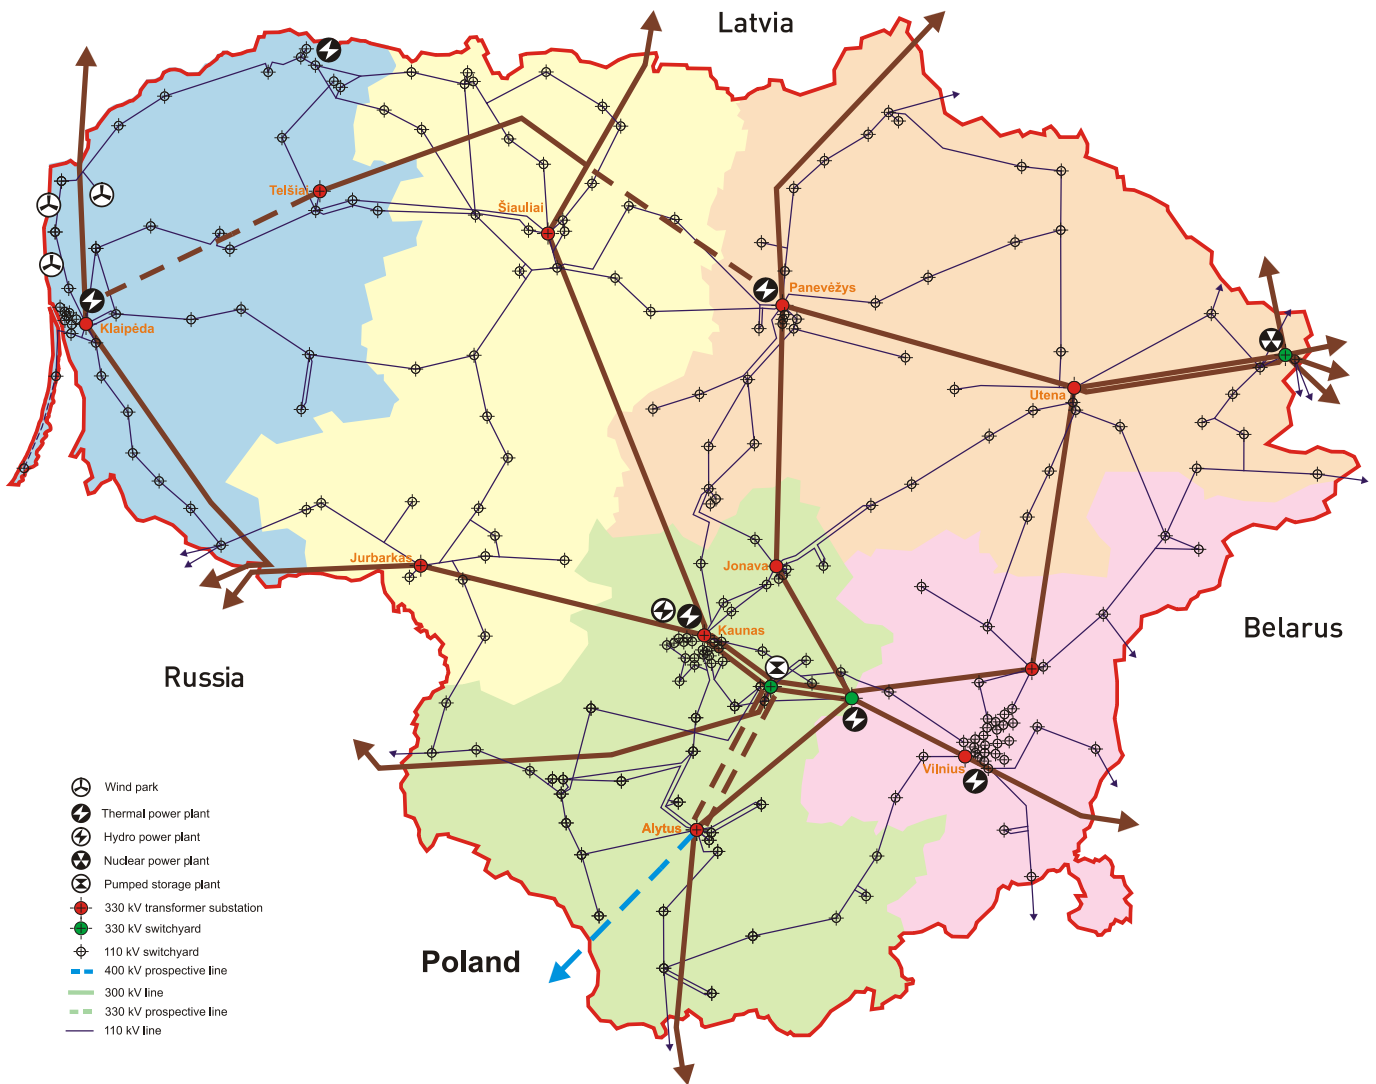 Latvia
Telšiai
Šiauliai
Panevėžys
Klaipėda
Utena
Jurbarkas
Jonava
Kaunas
Belarus
Russia
Vilnius
Alytus
Poland
Wind park
Thermal power plant
Hydro power plant
Nuclear power plant
Pumped storage plant
330 kV transformer substation
330 kV switchyard
110 kV switchyard
400 kV prospective line
300 kV line
330 kV prospective line
110 kV line